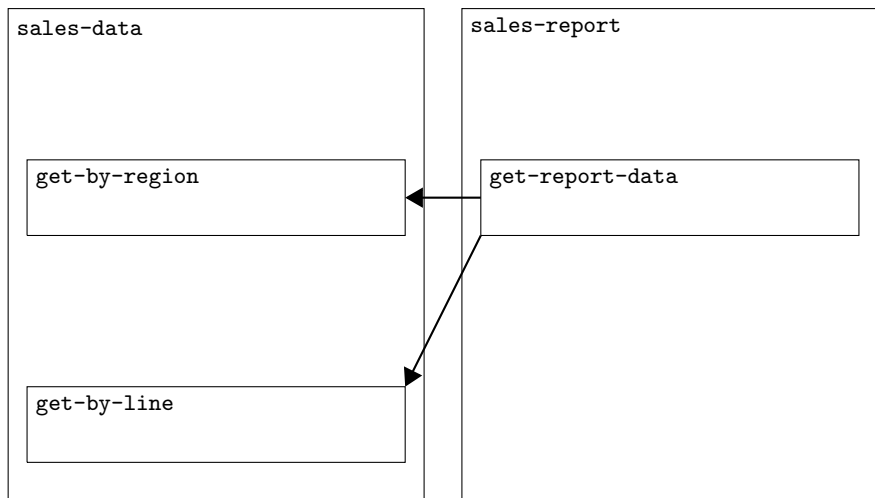 sales-data
sales-report
get-by-region
get-report-data
get-by-line